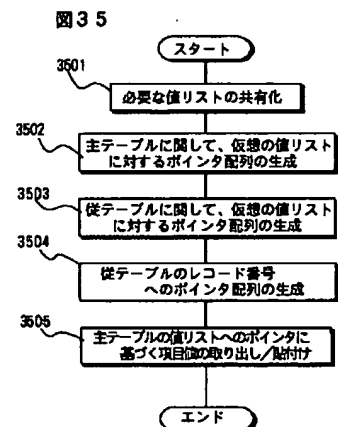 図35
スタート
3501
必要な値リストの共有化
3502
主テーブルに関して、仮想の値リスト
に対するポインタ配列の生成
3503
従テーブルに関して、仮想の値リスト
に対するポインタ配列の生成
3504
従テーブルのレコード番号
へのポインタ配列の生成
3505
主テーブルの値リストへのポインタに
基づく項目値の取り出し/貼付け
エンド